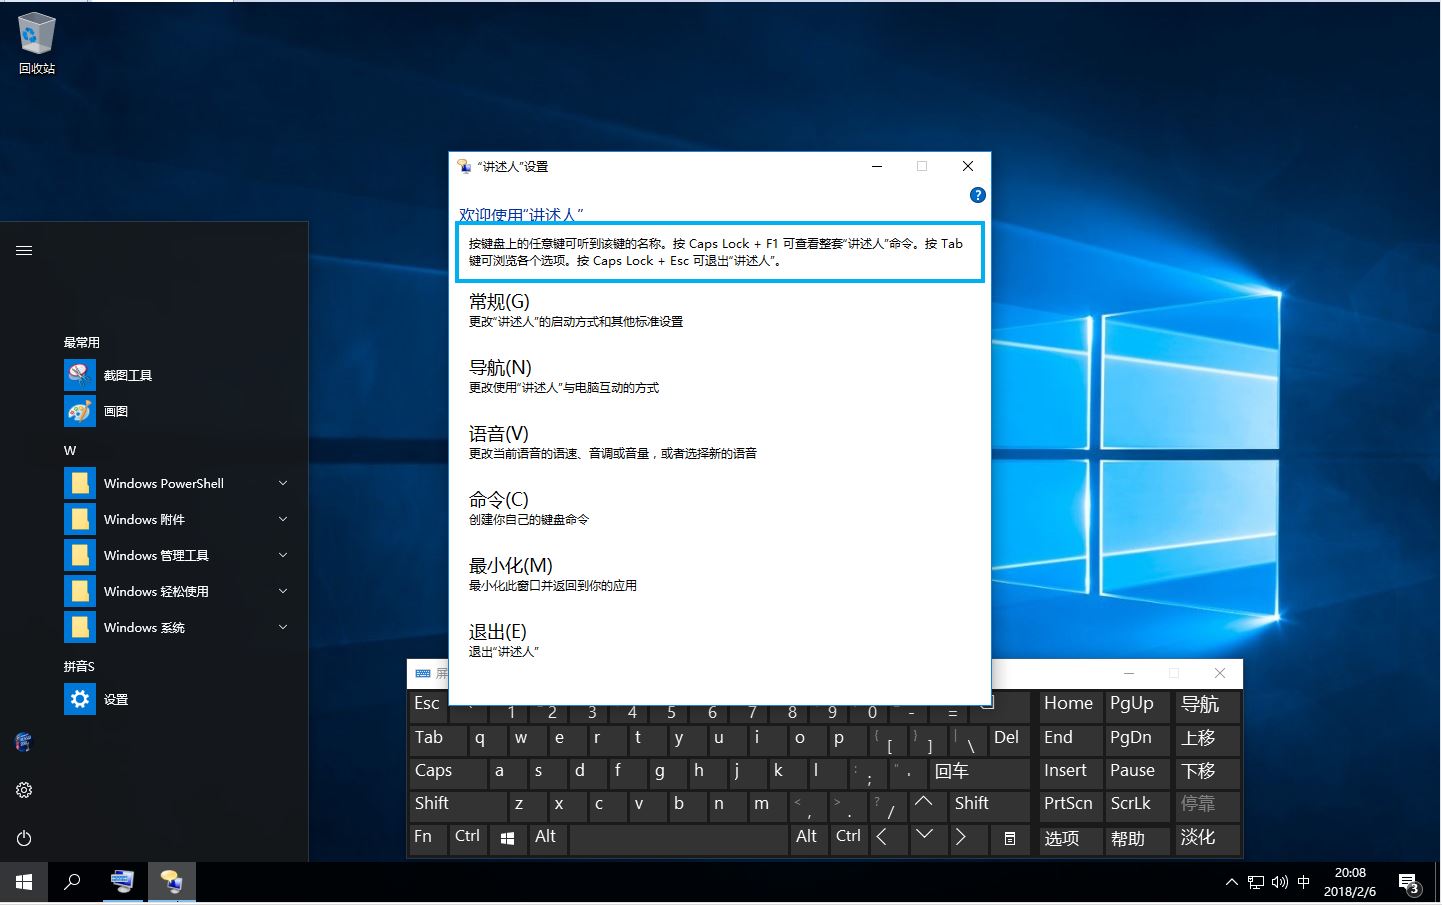 回收站
"讲述人"设置
欢迎使用"讲述人"
按键盘上的任意键可听到该键的名称。按 Caps Lock + F1 可查看整套"讲述人"命令。按 Tab
键可浏览各个选项。按 Caps Lock + Esc 可退出"讲述人"。
常规(G)
更改"讲述人"的启动方式和其他标准设置
导航(N)
更改使用"讲述人"与电脑互动的方式
语音(V)
更改当前语音的语速、音调或音量，或者选择新的语音
命令(C)
创建你自己的键盘命令
最小化(M)
最小化此窗口并返回到你的应用
退出(E)
退出"讲述人"
最常用
截图工具
画图
W
Windows PowerShell
Windows 附件
Windows 管理工具
Windows 轻松使用
Windows 系统
拼音S
设置
屏
Esc 1 2 3 4 5 6 7 8 9 0 - = Home PgUp 导航
Tab q w e r t y u i o p { [ } ] | \ Del End PgDn 上移
Caps a s d f g h j k l : ; " ' 回车 Insert Pause 下移
Shift z x c v b n m < , > . ? / Shift PrtScn ScrLk 停靠
Fn Ctrl Alt Alt Ctrl 选项 帮助 淡化
中
20:08
2018/2/6
3